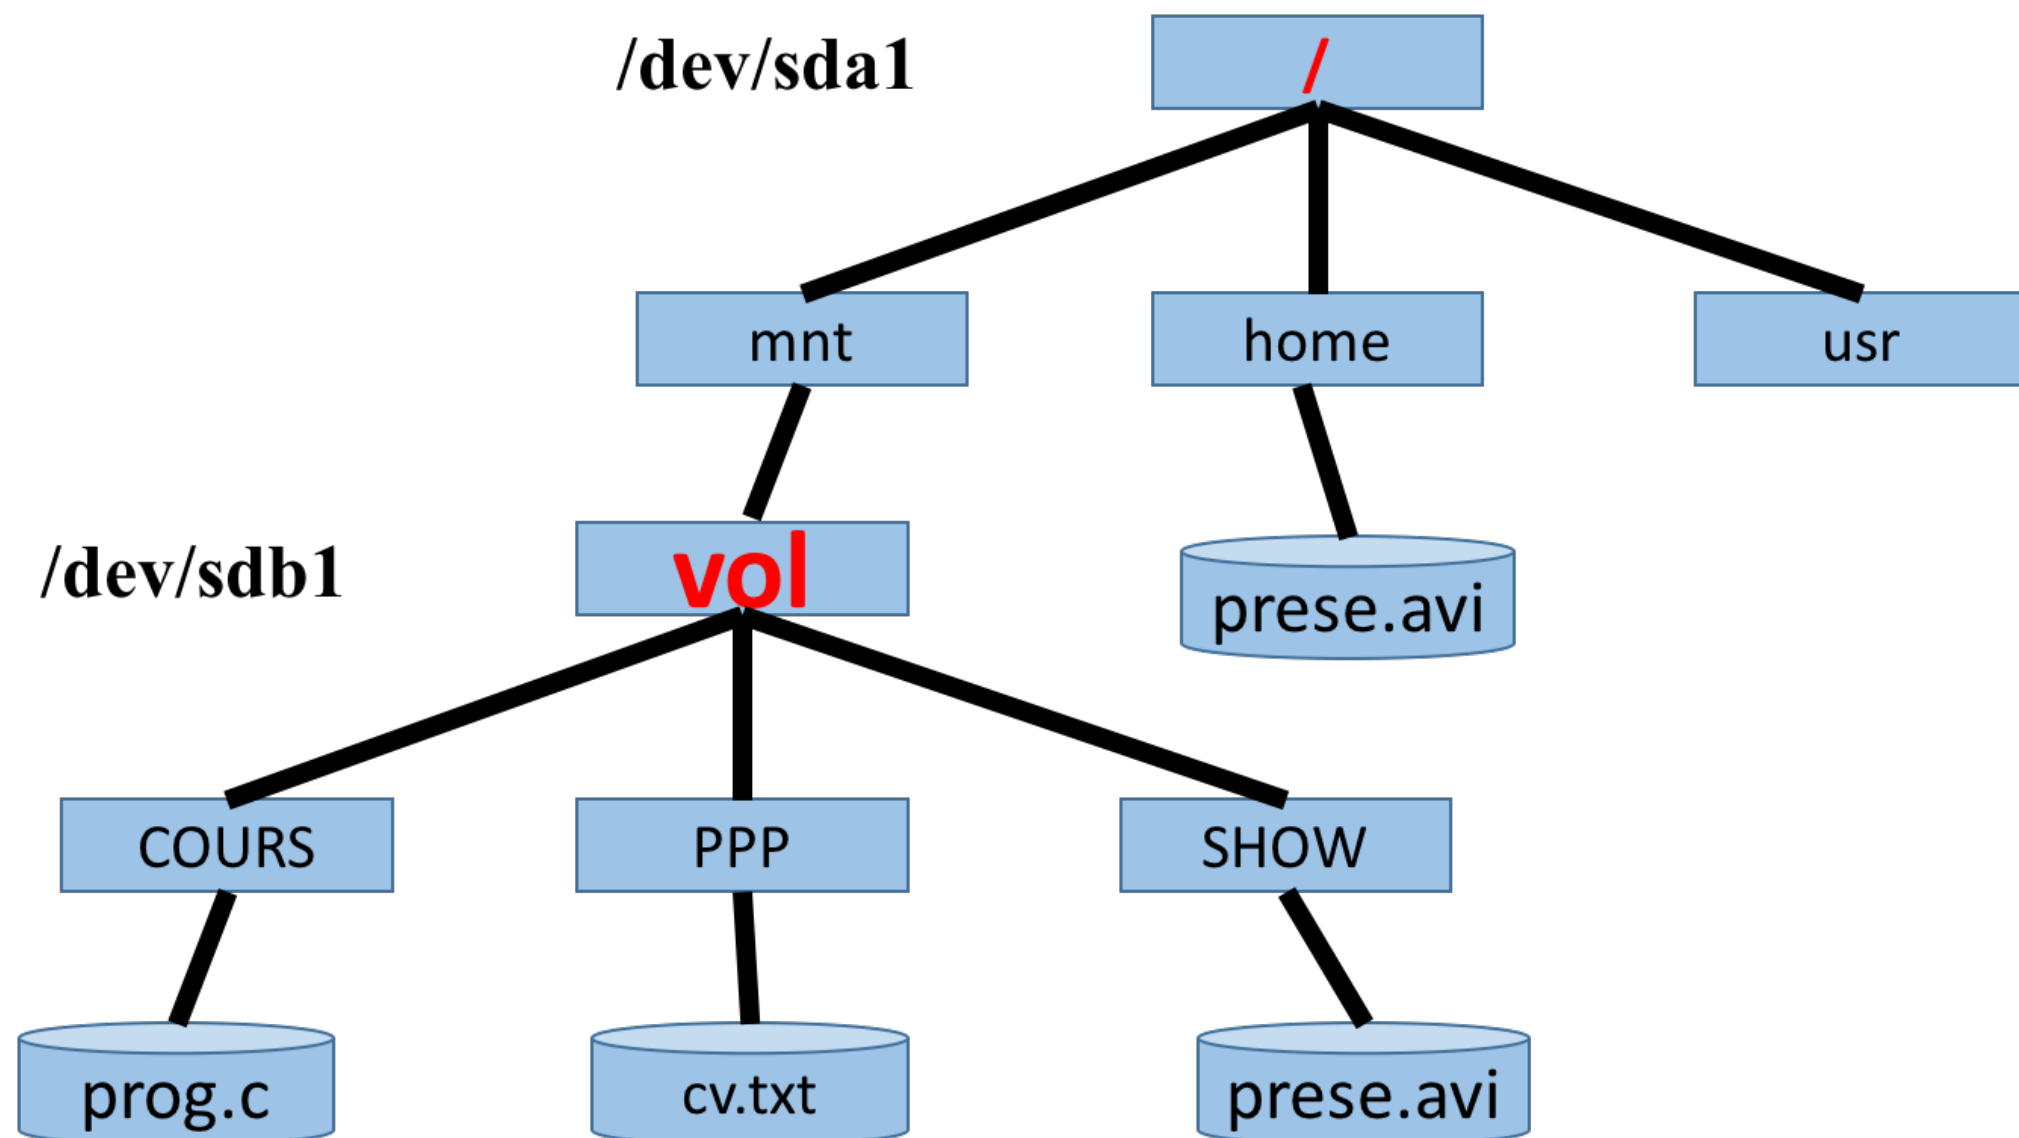 /dev/sda1
/
mnt
home
usr
/dev/sdb1
vol
prese.avi
COURS
PPP
SHOW
prog.c
cv.txt
prese.avi